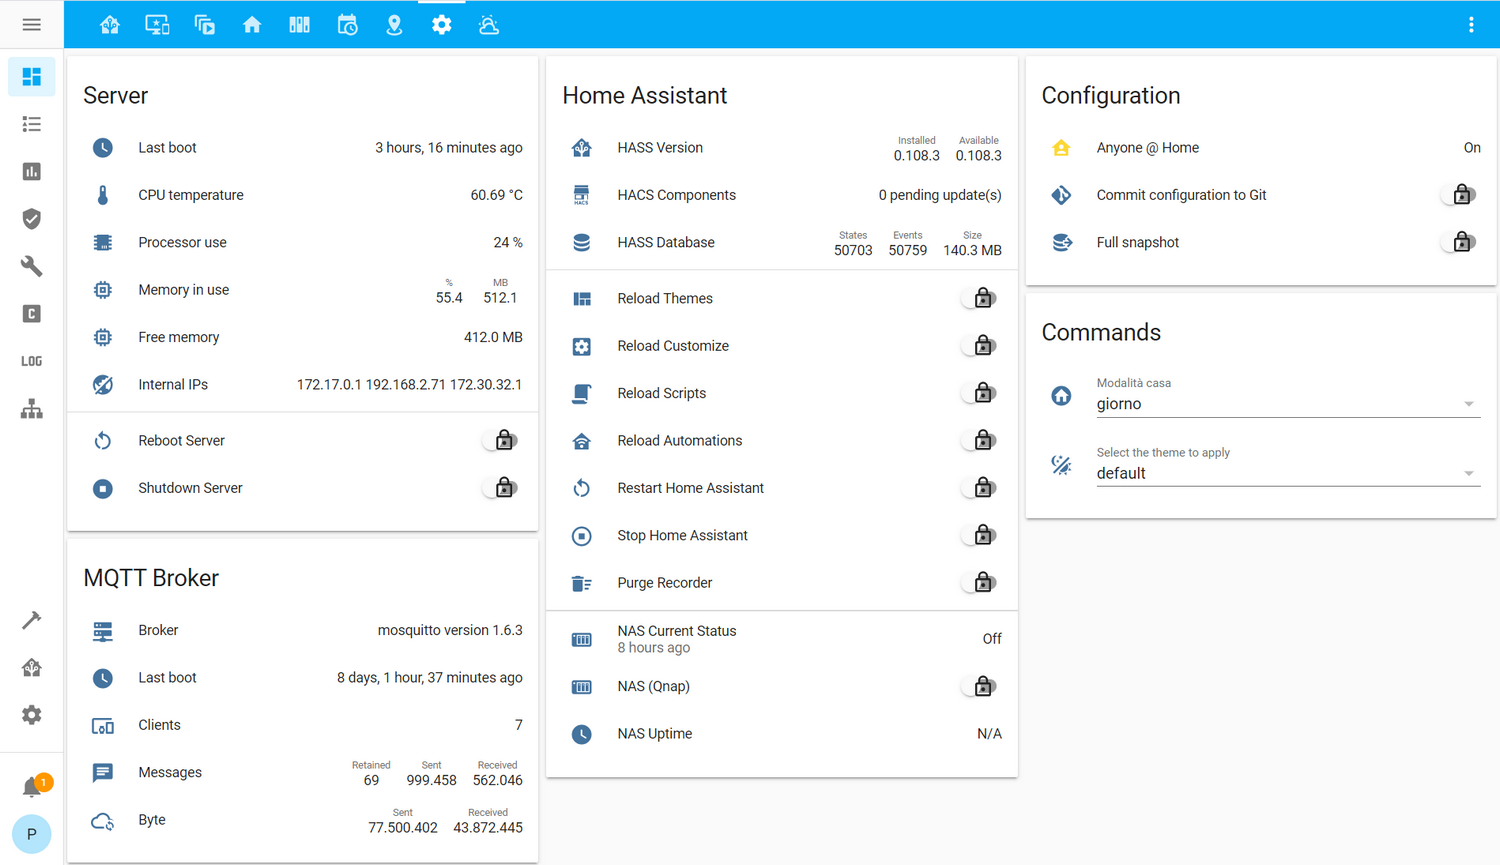 LOG
1
P
Server
Last boot
3 hours, 16 minutes ago
CPU temperature
60.69 °C
Processor use
24 %
Memory in use
% MB
55.4 512.1
Free memory
412.0 MB
Internal IPs
172.17.0.1 192.168.2.71 172.30.32.1
Reboot Server
Shutdown Server
MQTT Broker
Broker
mosquitto version 1.6.3
Last boot
8 days, 1 hour, 37 minutes ago
Clients
7
Messages
Retained Sent Received
69 999.458 562.046
Byte
Sent Received
77.500.402 43.872.445
Home Assistant
HASS Version
Installed Available
0.108.3 0.108.3
HACS
HACS Components
0 pending update(s)
HASS Database
States Events Size
50703 50759 140.3 MB
Reload Themes
Reload Customize
Reload Scripts
Reload Automations
Restart Home Assistant
Stop Home Assistant
Purge Recorder
NAS Current Status
8 hours ago
Off
NAS (Qnap)
NAS Uptime
N/A
Configuration
Anyone @ Home
On
Commit configuration to Git
Full snapshot
Commands
Modalità casa
giorno
Select the theme to apply
default